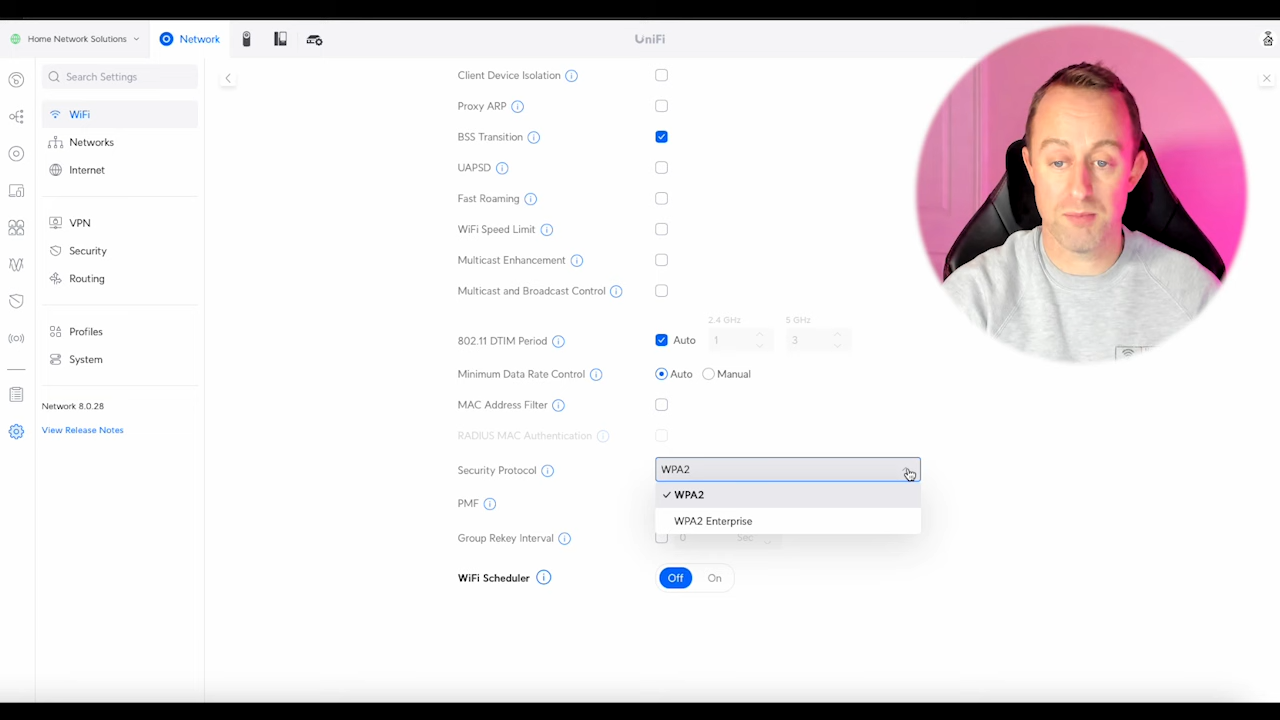 Home Network Solutions
Network
UniFi
Search Settings
WiFi
Networks
Internet
VPN
Security
Routing
Profiles
System
Network 8.0.28
View Release Notes
Client Device Isolation
Proxy ARP
BSS Transition
UAPSD
Fast Roaming
WiFi Speed Limit
Multicast Enhancement
Multicast and Broadcast Control
2.4 GHz 5 GHz
802.11 DTIM Period Auto 1 3
Minimum Data Rate Control Auto Manual
MAC Address Filter
RADIUS MAC Authentication
Security Protocol WPA2
WPA2
PMF
WPA2 Enterprise
Group Rekey Interval 0 Sec
WiFi Scheduler Off On